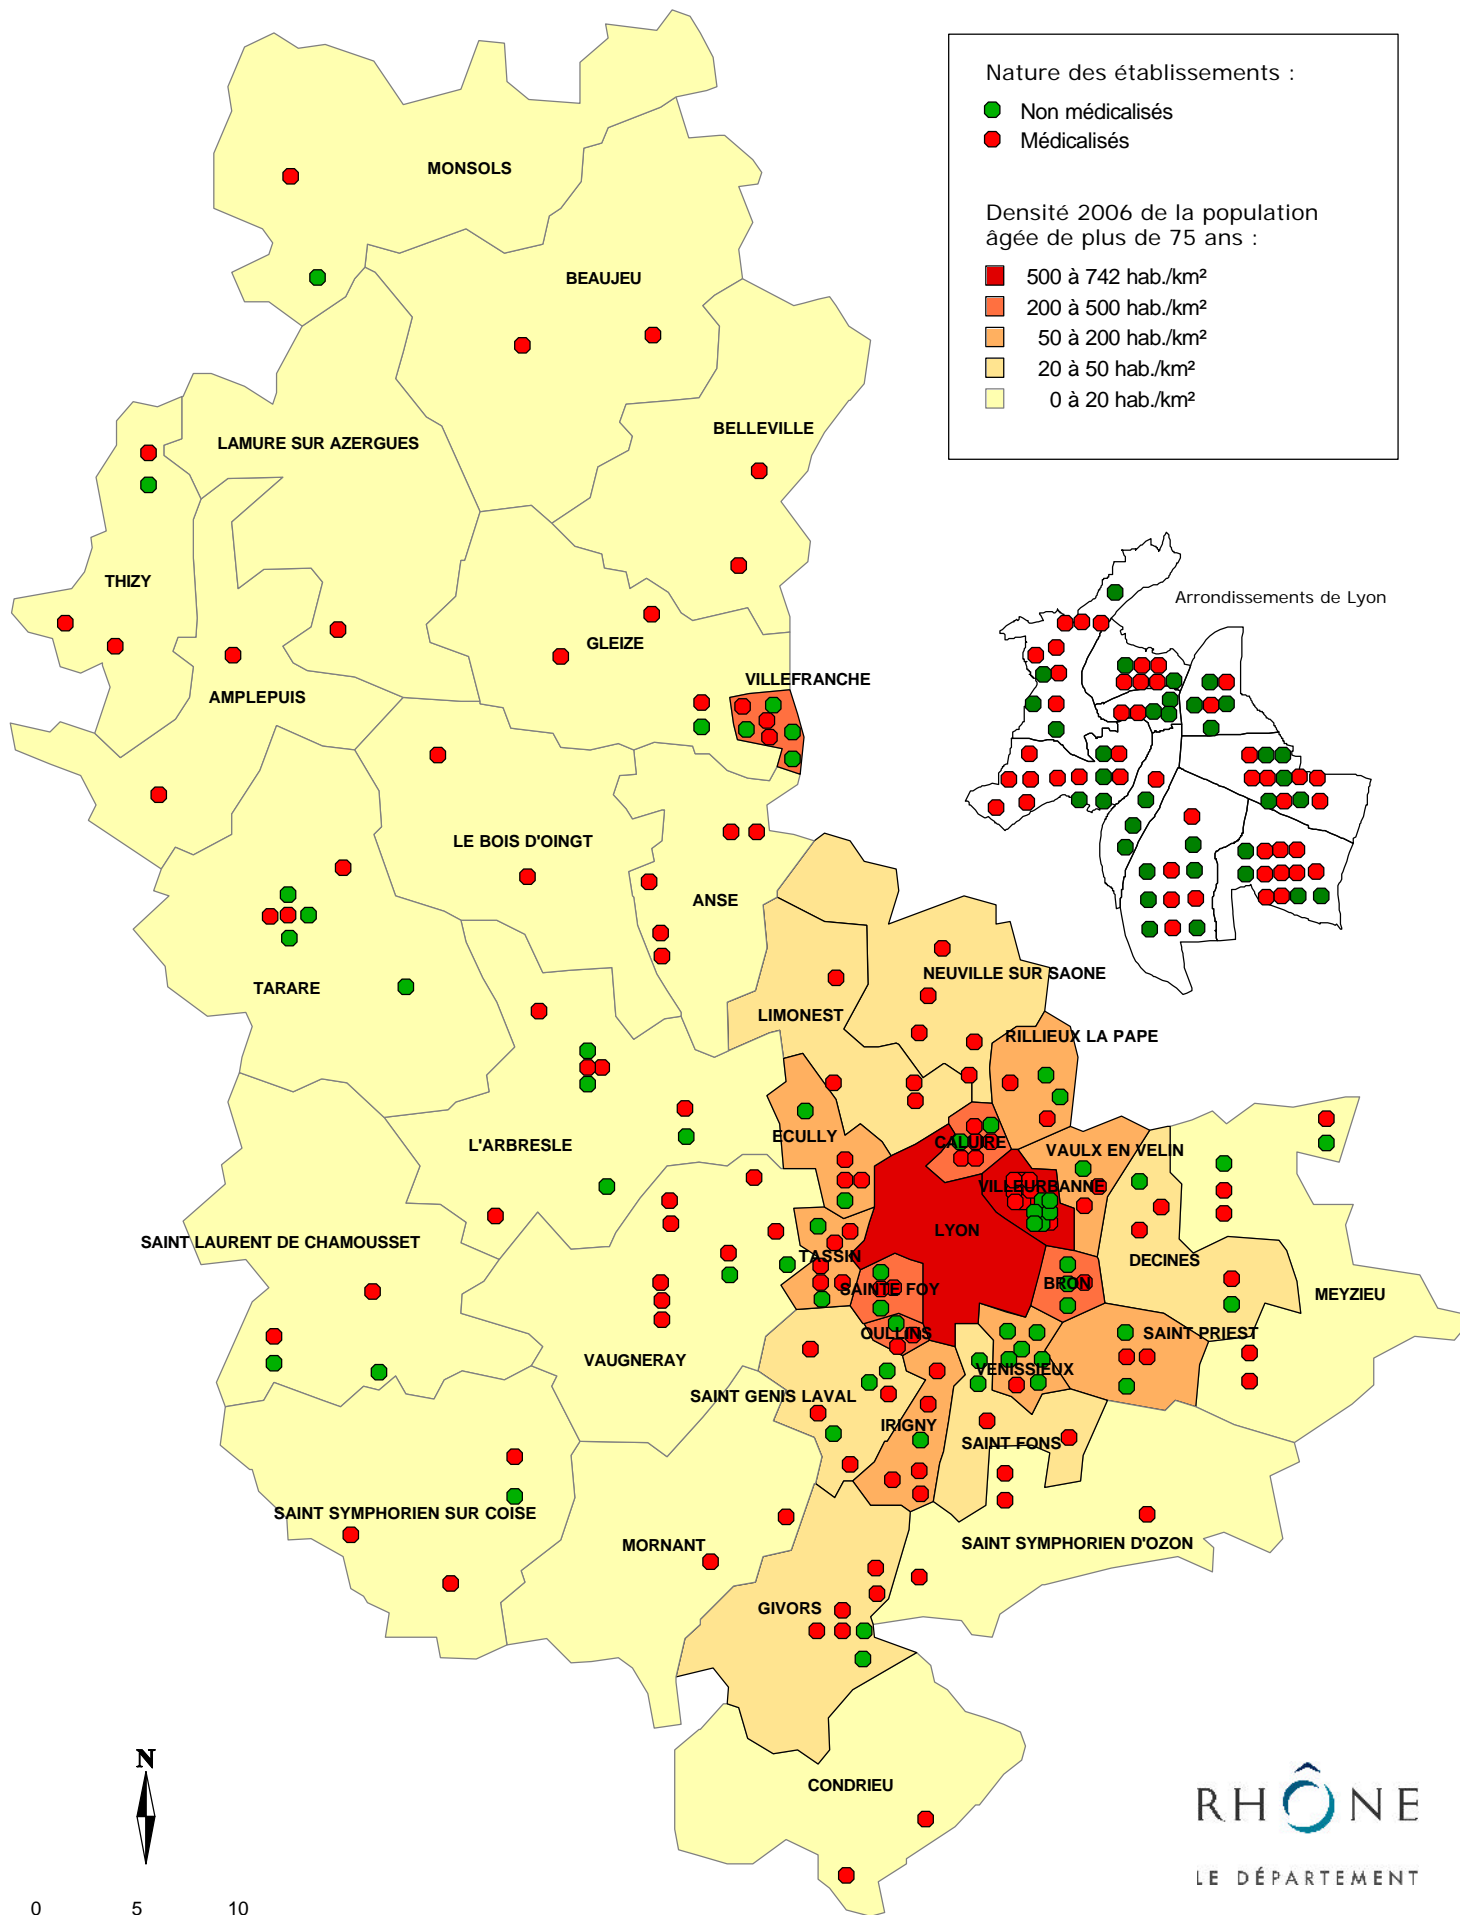 Nature des établissements :
Non médicalisés
Médicalisés
Densité 2006 de la population
âgée de plus de 75 ans :
500 à 742 hab./km²
200 à 500 hab./km²
50 à 200 hab./km²
20 à 50 hab./km²
0 à 20 hab./km²
MONSOLS
BEAUJEU
BELLEVILLE
LAMURE SUR AZERGUES
THIZY
Arrondissements de Lyon
GLEIZE
VILLEFRANCHE
AMPLEPUIS
LE BOIS D'OINGT
ANSE
NEUVILLE SUR SAONE
TARARE
LIMONEST
RILLIEUX LA PAPE
ECULLY
CALUIRE
L'ARBRESLE
VAULX EN VELIN
VILLEURBANNE
LYON
SAINT LAURENT DE CHAMOUSSET
TASSIN
DECINES
SAINTE FOY
BRON
MEYZIEU
OULLINS
SAINT PRIEST
VAUGNERAY
VENISSIEUX
SAINT GENIS LAVAL
IRIGNY
SAINT FONS
SAINT SYMPHORIEN SUR COISE
MORNANT
SAINT SYMPHORIEN D'OZON
GIVORS
N
CONDRIEU
RHÔNE
LE DÉPARTEMENT
0 5 10